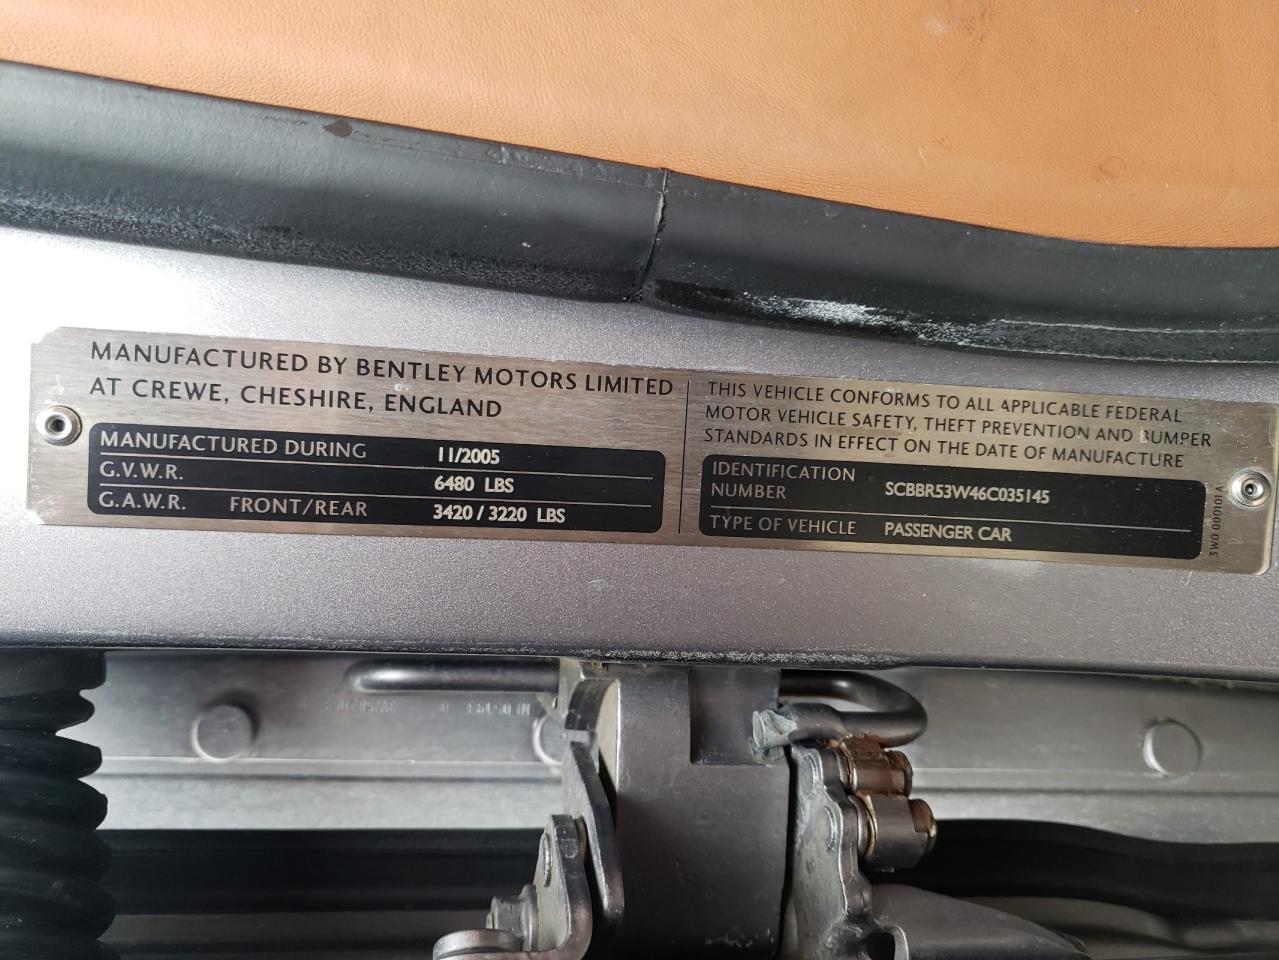 MANUFACTURED BY BENTLEY MOTORS LIMITED
AT CREWE, CHESHIRE, ENGLAND
MANUFACTURED DURING 11/2005
G.V.W.R. 6480 LBS
G.A.W.R. FRONT/REAR 3420 / 3220 LBS
THIS VEHICLE CONFORMS TO ALL APPLICABLE FEDERAL
MOTOR VEHICLE SAFETY, THEFT PREVENTION AND BUMPER
STANDARDS IN EFFECT ON THE DATE OF MANUFACTURE
IDENTIFICATION
NUMBER SCBBR53W46C035145
TYPE OF VEHICLE PASSENGER CAR
3W0 000101A